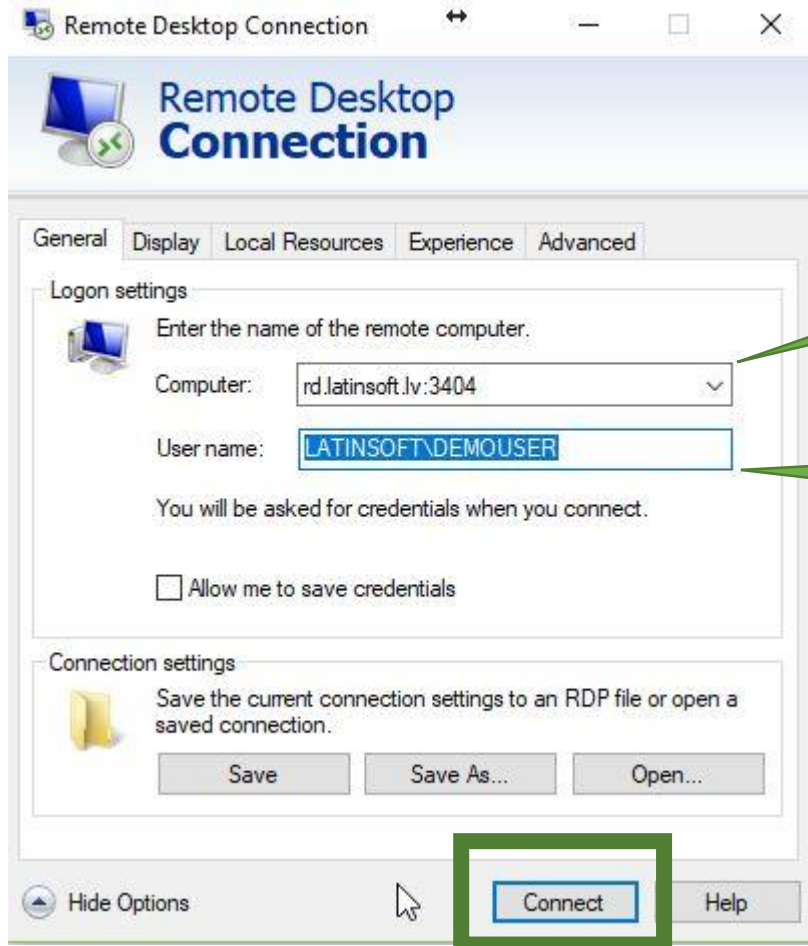 Remote Desktop Connection
Remote Desktop
Connection
General Display Local Resources Experience Advanced
Logon settings
Enter the name of the remote computer.
Computer: rd.latinsoft.lv:3404
User name: LATINSOFT\DEMOUSER
You will be asked for credentials when you connect.
Allow me to save credentials
Connection settings
Save the current connection settings to an RDP file or open a
saved connection.
Save Save As... Open...
Hide Options Connect Help